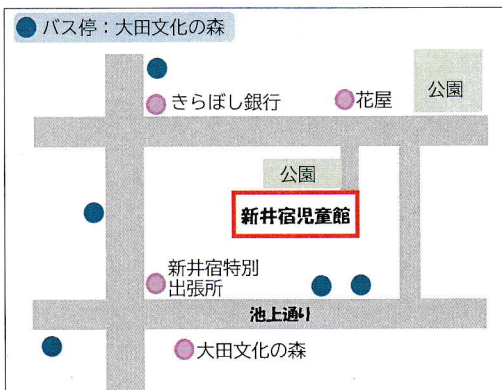 バス停：大田文化の森
きらぼし銀行
花屋
公園
公園
新井宿児童館
新井宿特別
出張所
池上通り
大田文化の森